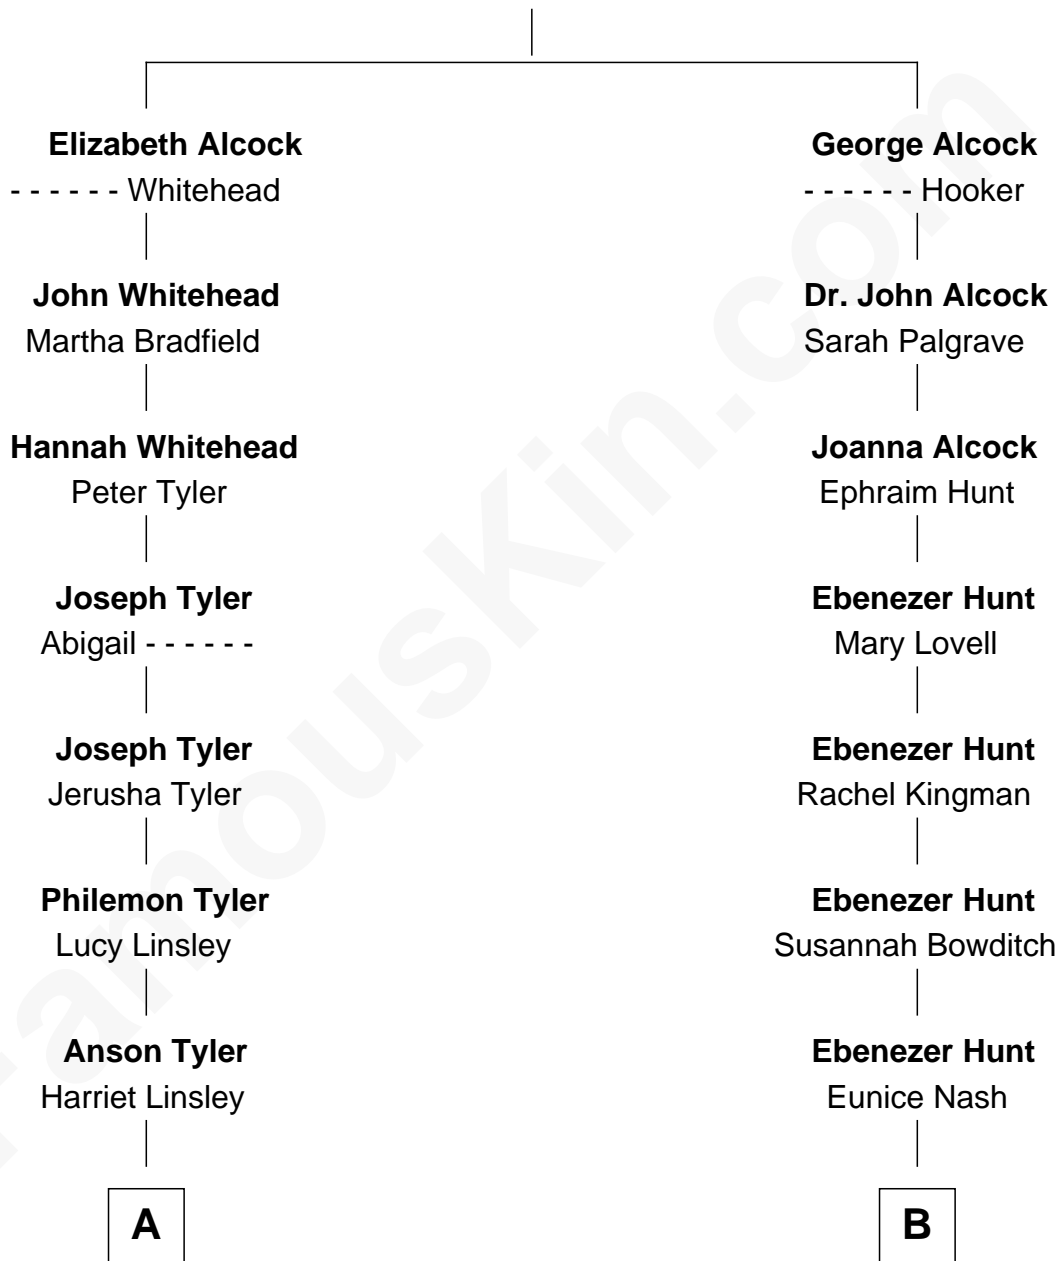 Elizabeth Alcock
- - - - - - Whitehead
John Whitehead
Martha Bradfield
Hannah Whitehead
Peter Tyler
Joseph Tyler
Abigail - - - - - -
Joseph Tyler
Jerusha Tyler
Philemon Tyler
Lucy Linsley
Anson Tyler
Harriet Linsley
A
George Alcock
- - - - - - Hooker
Dr. John Alcock
Sarah Palgrave
Joanna Alcock
Ephraim Hunt
Ebenezer Hunt
Mary Lovell
Ebenezer Hunt
Rachel Kingman
Ebenezer Hunt
Susannah Bowditch
Ebenezer Hunt
Eunice Nash
B
FamousKin.com